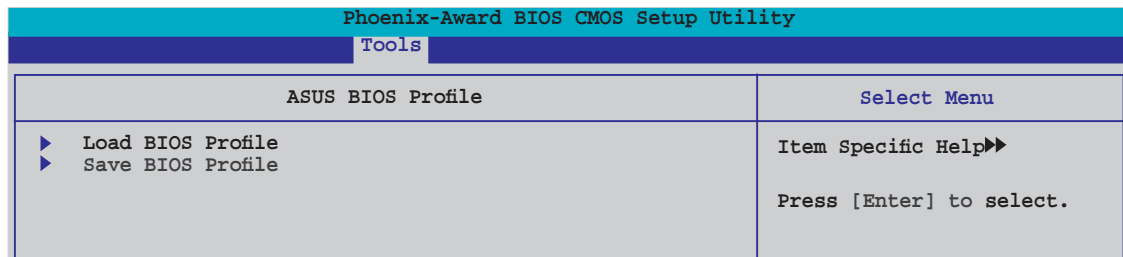 Phoenix-Award BIOS CMOS Setup Utility
Tools
ASUS BIOS Profile
Select Menu
Load BIOS Profile
Save BIOS Profile
Item Specific Help
Press [Enter] to select.